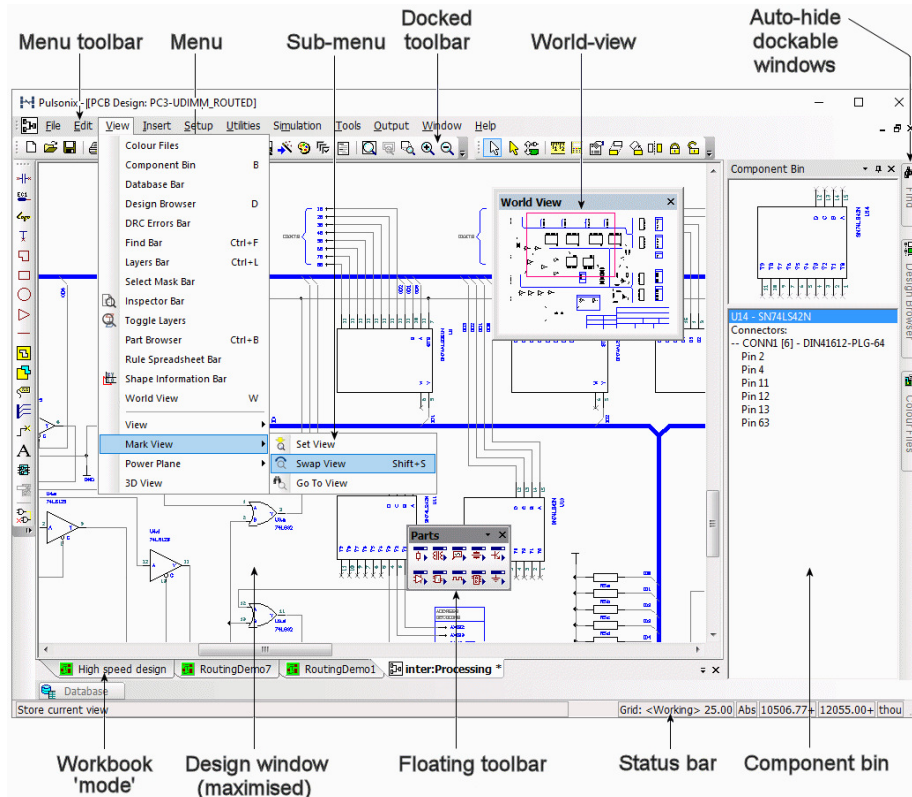 Menu toolbar
Menu
Sub-menu
Docked
toolbar
World-view
Auto-hide
dockable
windows
Pulsonix - [[PCB Design: PC3-UDIMM_ROUTED]
File Edit View Insert Setup Utilities Simulation Tools Output Window Help
Colour Files
Component Bin B
Database Bar
Design Browser D
DRC Errors Bar
Find Bar Ctrl+F
Layers Bar Ctrl+L
Select Mask Bar
Inspector Bar
Toggle Layers
Part Browser Ctrl+B
Rule Spreadsheet Bar
Shape Information Bar
World View W
View
Mark View
Power Plane
3D View
Set View
Swap View Shift+S
Go To View
World View
Parts
Component Bin
SN74LS42N
U14 - SN74LS42N
Connectors:
-- CONN1 [6] - DIN41612-PLG-64
Pin 2
Pin 4
Pin 11
Pin 12
Pin 13
Pin 63
Find
Design Browser
Colour Files
High speed design
RoutingDemo7
RoutingDemo1
inter:Processing *
Database
Store current view
Grid: <Working> 25.00 Abs 10506.77+ 12055.00+ thou
Workbook
'mode'
Design window
(maximised)
Floating toolbar
Status bar
Component bin